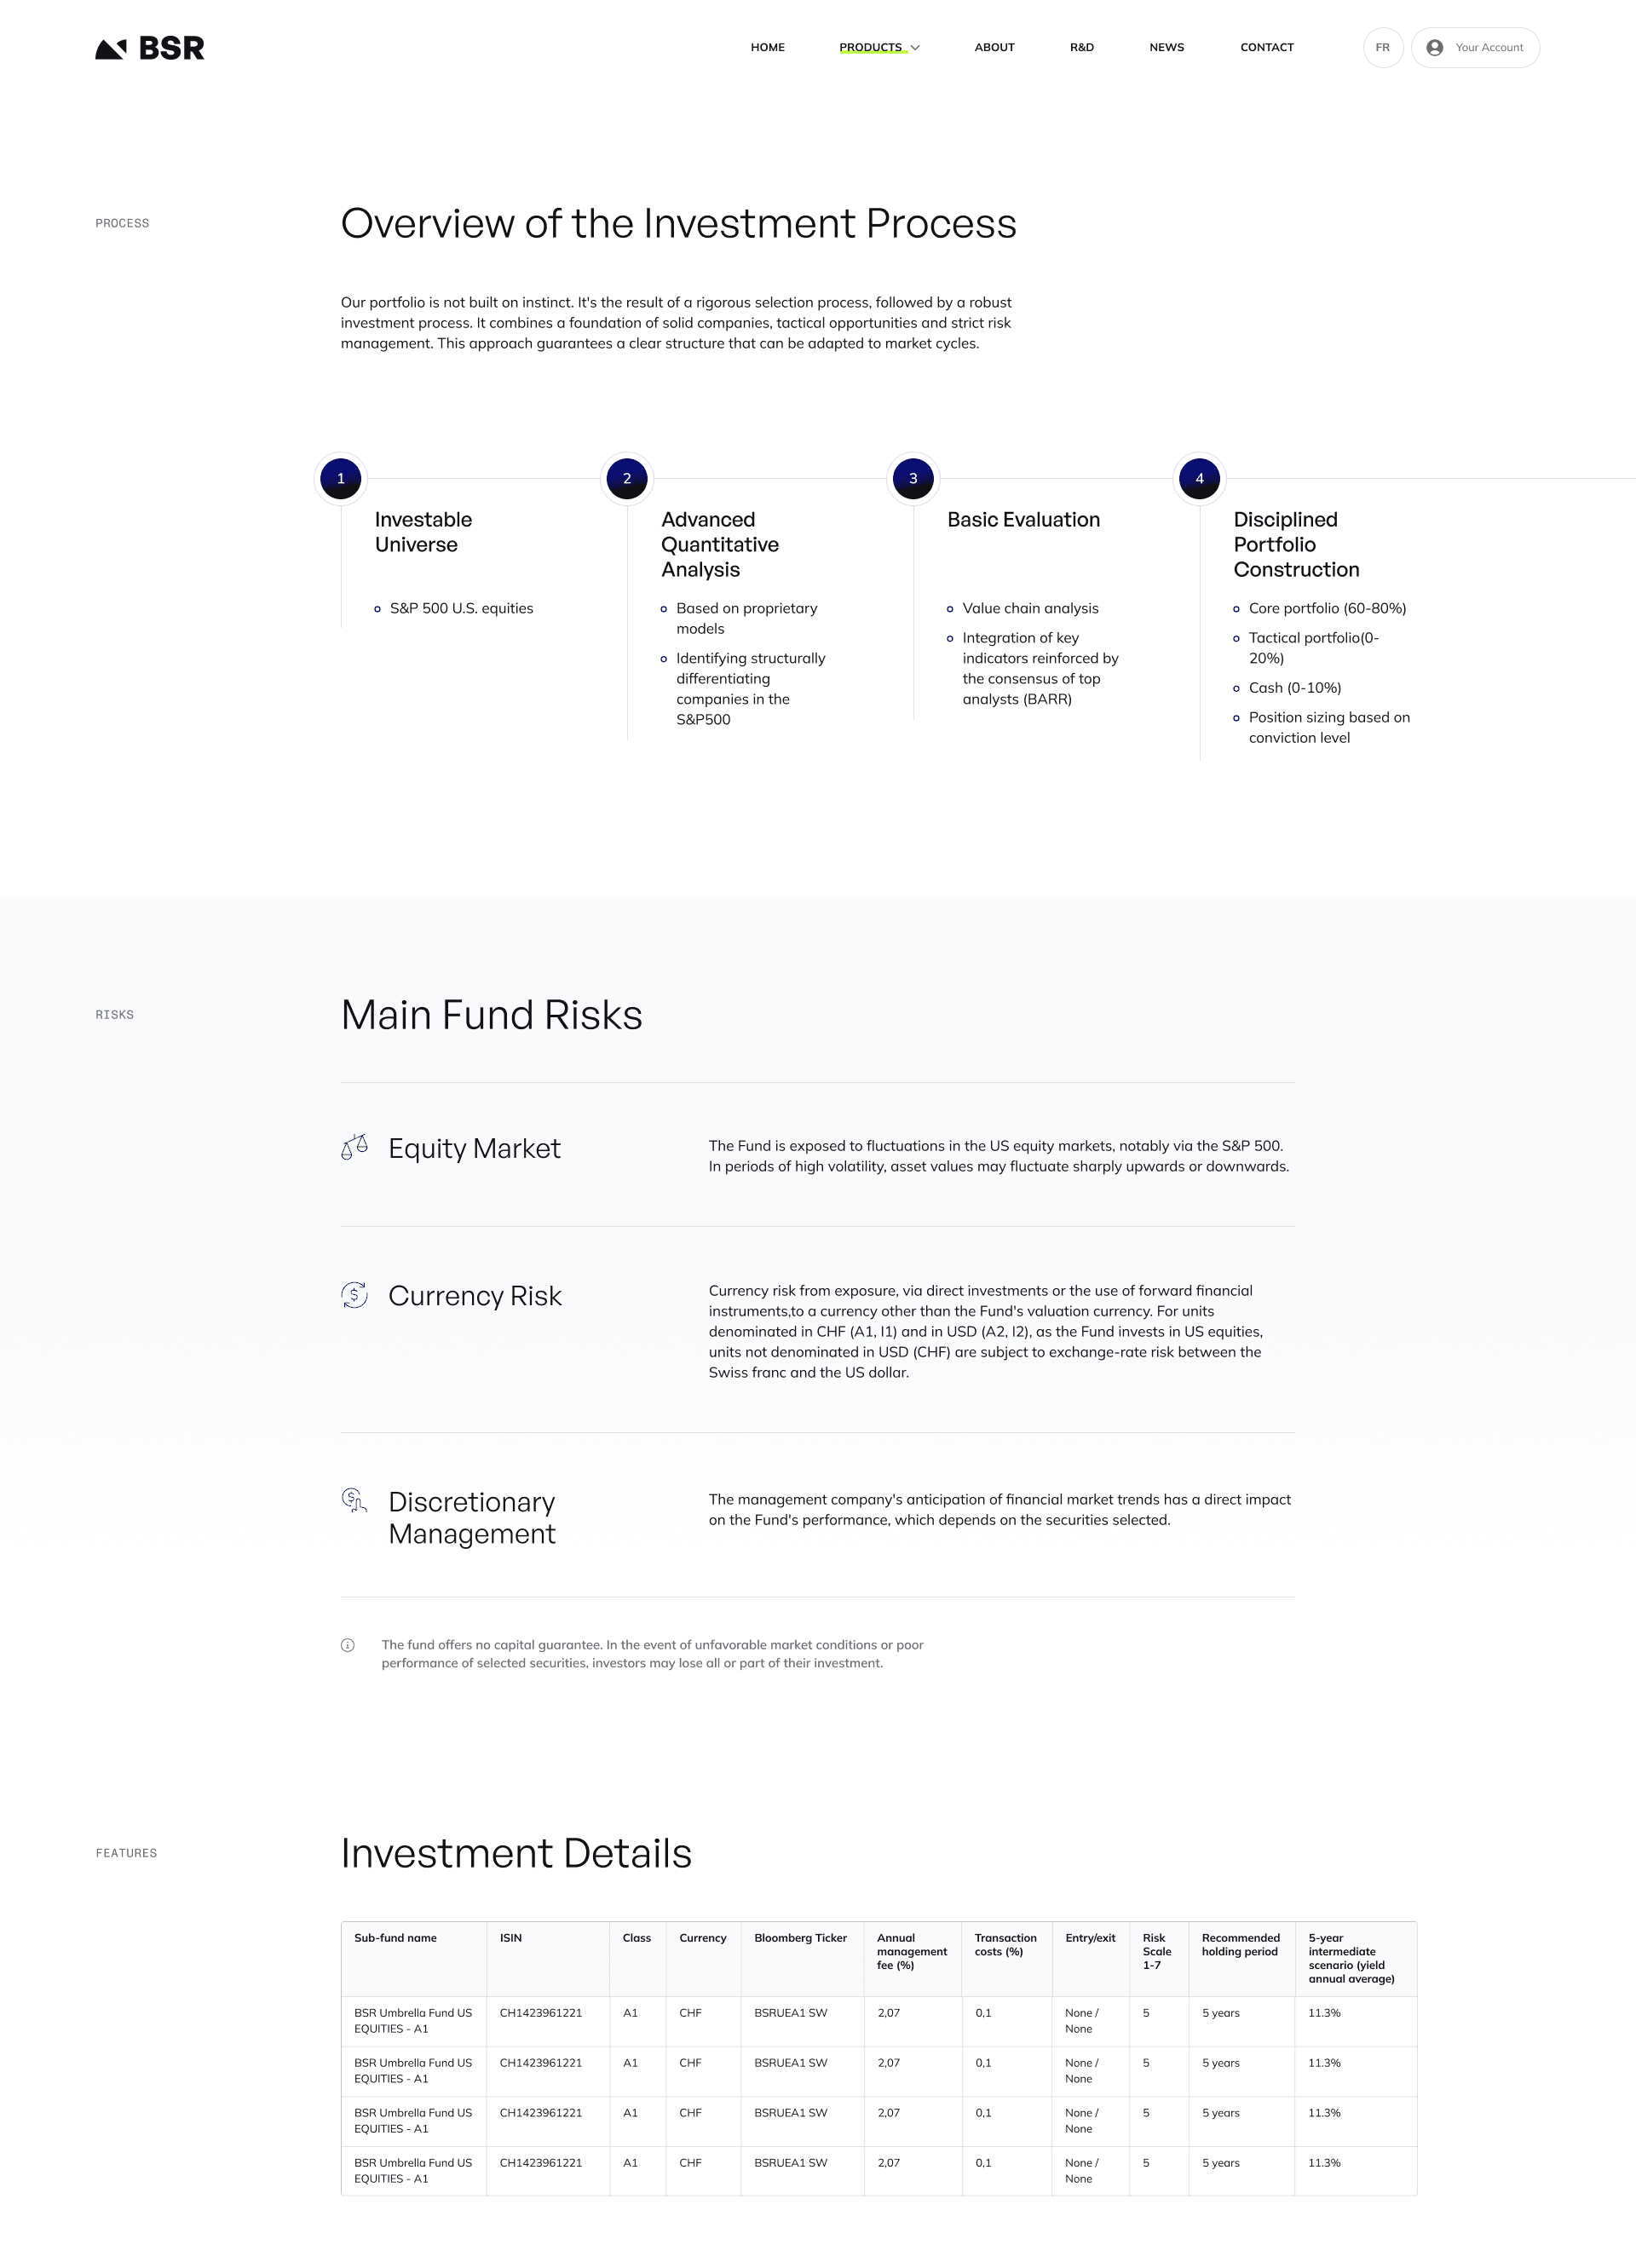 BSR
HOME
PRODUCTS
ABOUT
R&D
NEWS
CONTACT
FR
Your Account
PROCESS
Overview of the Investment Process
Our portfolio is not built on instinct. It's the result of a rigorous selection process, followed by a robust
investment process. It combines a foundation of solid companies, tactical opportunities and strict risk
management. This approach guarantees a clear structure that can be adapted to market cycles.
1
Investable
Universe
S&P 500 U.S. equities
2
Advanced
Quantitative
Analysis
Based on proprietary
models
Identifying structurally
differentiating
companies in the
S&P500
3
Basic Evaluation
Value chain analysis
Integration of key
indicators reinforced by
the consensus of top
analysts (BARR)
4
Disciplined
Portfolio
Construction
Core portfolio (60-80%)
Tactical portfolio(0-
20%)
Cash (0-10%)
Position sizing based on
conviction level
RISKS
Main Fund Risks
Equity Market
The Fund is exposed to fluctuations in the US equity markets, notably via the S&P 500.
In periods of high volatility, asset values may fluctuate sharply upwards or downwards.
Currency Risk
Currency risk from exposure, via direct investments or the use of forward financial
instruments,to a currency other than the Fund's valuation currency. For units
denominated in CHF (A1, I1) and in USD (A2, I2), as the Fund invests in US equities,
units not denominated in USD (CHF) are subject to exchange-rate risk between the
Swiss franc and the US dollar.
Discretionary
Management
The management company's anticipation of financial market trends has a direct impact
on the Fund's performance, which depends on the securities selected.
The fund offers no capital guarantee. In the event of unfavorable market conditions or poor
performance of selected securities, investors may lose all or part of their investment.
FEATURES
Investment Details
Sub-fund name
ISIN
Class
Currency
Bloomberg Ticker
Annual
management
fee (%)
Transaction
costs (%)
Entry/exit
Risk
Scale
1-7
Recommended
holding period
5-year
intermediate
scenario (yield
annual average)
BSR Umbrella Fund US
EQUITIES - A1
CH1423961221
A1
CHF
BSRUEA1 SW
2,07
0,1
None /
None
5
5 years
11.3%
BSR Umbrella Fund US
EQUITIES - A1
CH1423961221
A1
CHF
BSRUEA1 SW
2,07
0,1
None /
None
5
5 years
11.3%
BSR Umbrella Fund US
EQUITIES - A1
CH1423961221
A1
CHF
BSRUEA1 SW
2,07
0,1
None /
None
5
5 years
11.3%
BSR Umbrella Fund US
EQUITIES - A1
CH1423961221
A1
CHF
BSRUEA1 SW
2,07
0,1
None /
None
5
5 years
11.3%